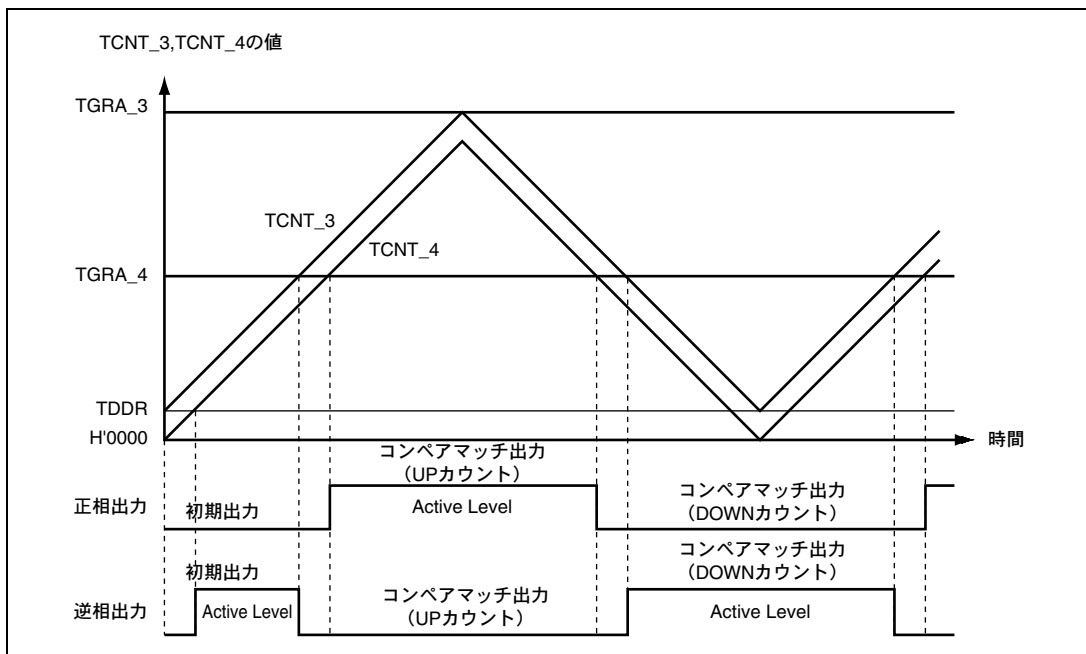 TCNT_3,TCNT_4の値
TGRA_3
TCNT_3
TCNT_4
TGRA_4
TDDR
H'0000
時間
コンペアマッチ出力
（UPカウント）
正相出力
初期出力
Active Level
コンペアマッチ出力
（DOWNカウント）
初期出力
コンペアマッチ出力
（DOWNカウント）
逆相出力
Active Level
コンペアマッチ出力
（UPカウント）
Active Level